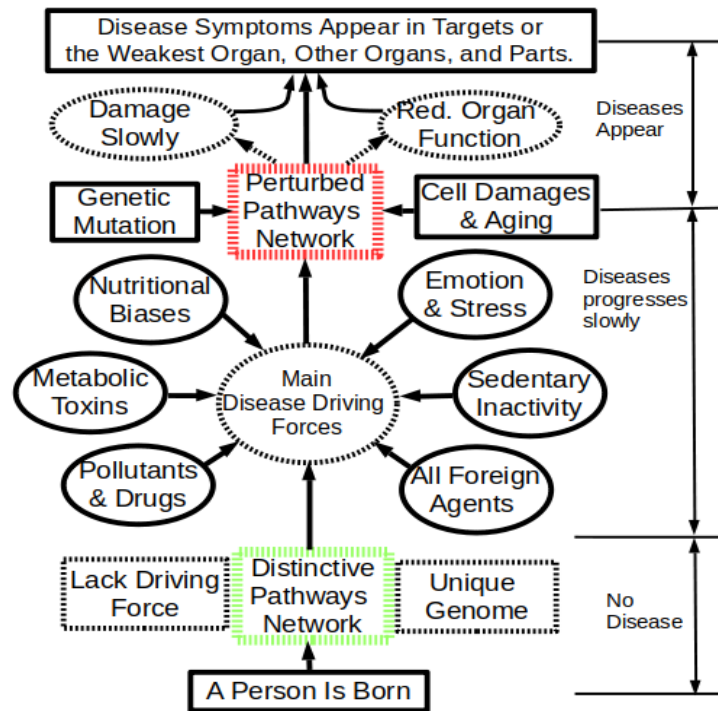 Disease Symptoms Appear in Targets or
the Weakest Organ, Other Organs, and Parts.
Damage
Slowly
Red. Organ
Function
Diseases
Appear
Genetic
Mutation
Perturbed
Pathways
Network
Cell Damages
& Aging
Nutritional
Biases
Emotion
& Stress
Diseases
progresses
slowly
Metabolic
Toxins
Main
Disease Driving
Forces
Sedentary
Inactivity
Pollutants
& Drugs
All Foreign
Agents
Lack Driving
Force
Distinctive
Pathways
Network
Unique
Genome
No
Disease
A Person Is Born